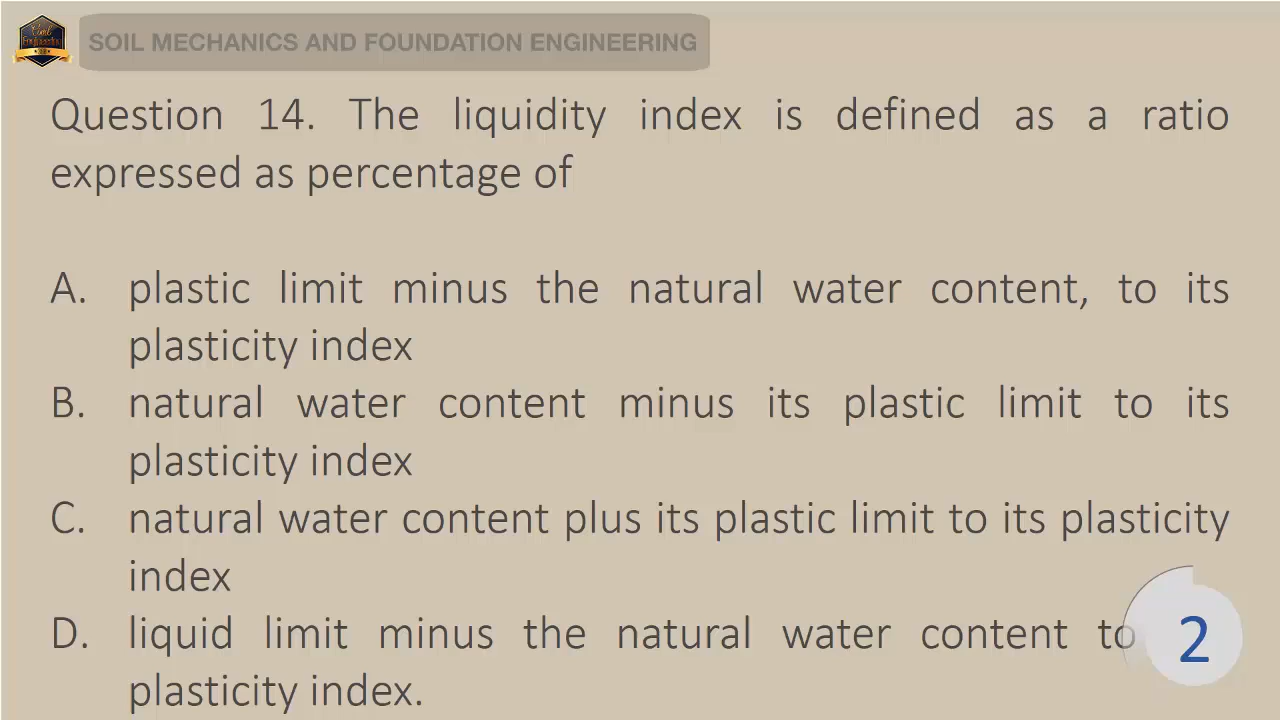 Civil
Engineering
SOIL MECHANICS AND FOUNDATION ENGINEERING
Question 14. The liquidity index is defined as a ratio
expressed as percentage of
A. plastic limit minus the natural water content, to its
plasticity index
B. natural water content minus its plastic limit to its
plasticity index
C. natural water content plus its plastic limit to its plasticity
index
D. liquid limit minus the natural water content to
plasticity index.
2